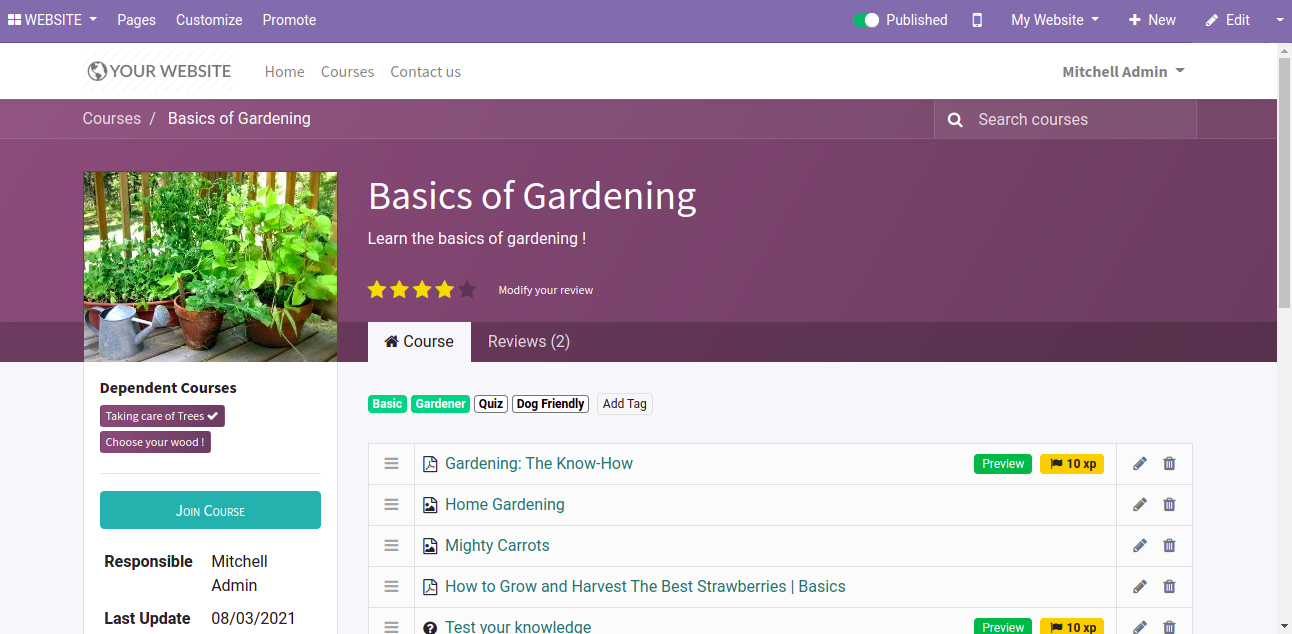 WEBSITE Pages Customize Promote Published My Website New Edit
YOUR WEBSITE Home Courses Contact us Mitchell Admin
Courses / Basics of Gardening Search courses
Basics of Gardening
Learn the basics of gardening !
Modify your review
Course Reviews (2)
Dependent Courses
Taking care of Trees
Choose your wood !
Join Course
Responsible Mitchell
Admin
Last Update 08/03/2021
Basic Gardener Quiz Dog Friendly Add Tag
Gardening: The Know-How Preview 10 xp
Home Gardening
Mighty Carrots
How to Grow and Harvest The Best Strawberries | Basics
Test your knowledge Preview 10 xp